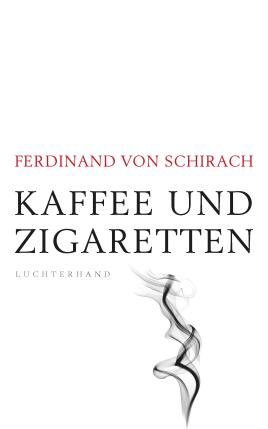 FERDINAND VON SCHIRACH
KAFFEE UND
ZIGARETTEN
LUCHTERHAND